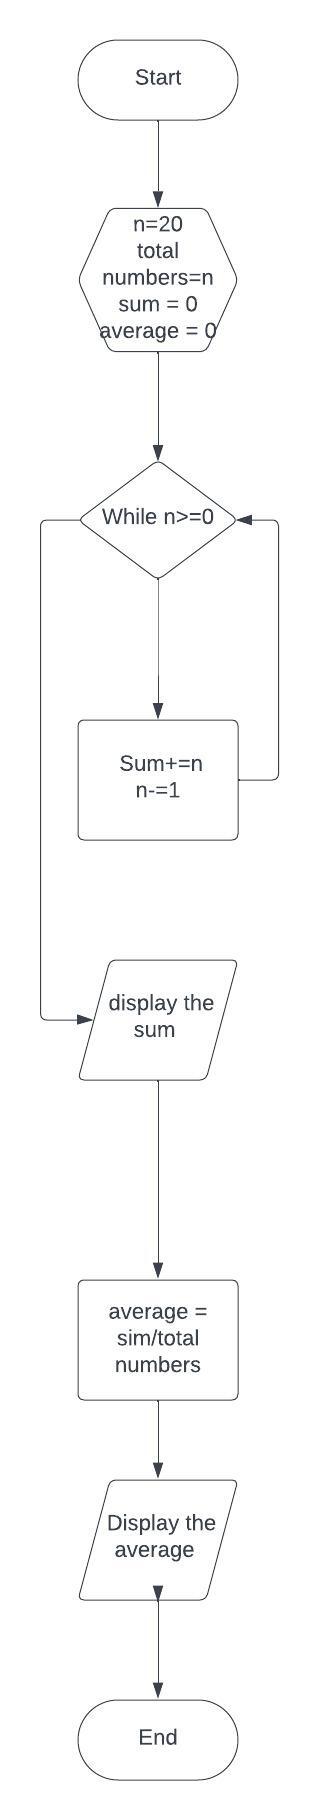 Start
n=20
total
numbers=n
sum = 0
average = 0
While n>=0
Sum+=n
n-=1
display the
sum
average =
sim/total
numbers
Display the
average
End